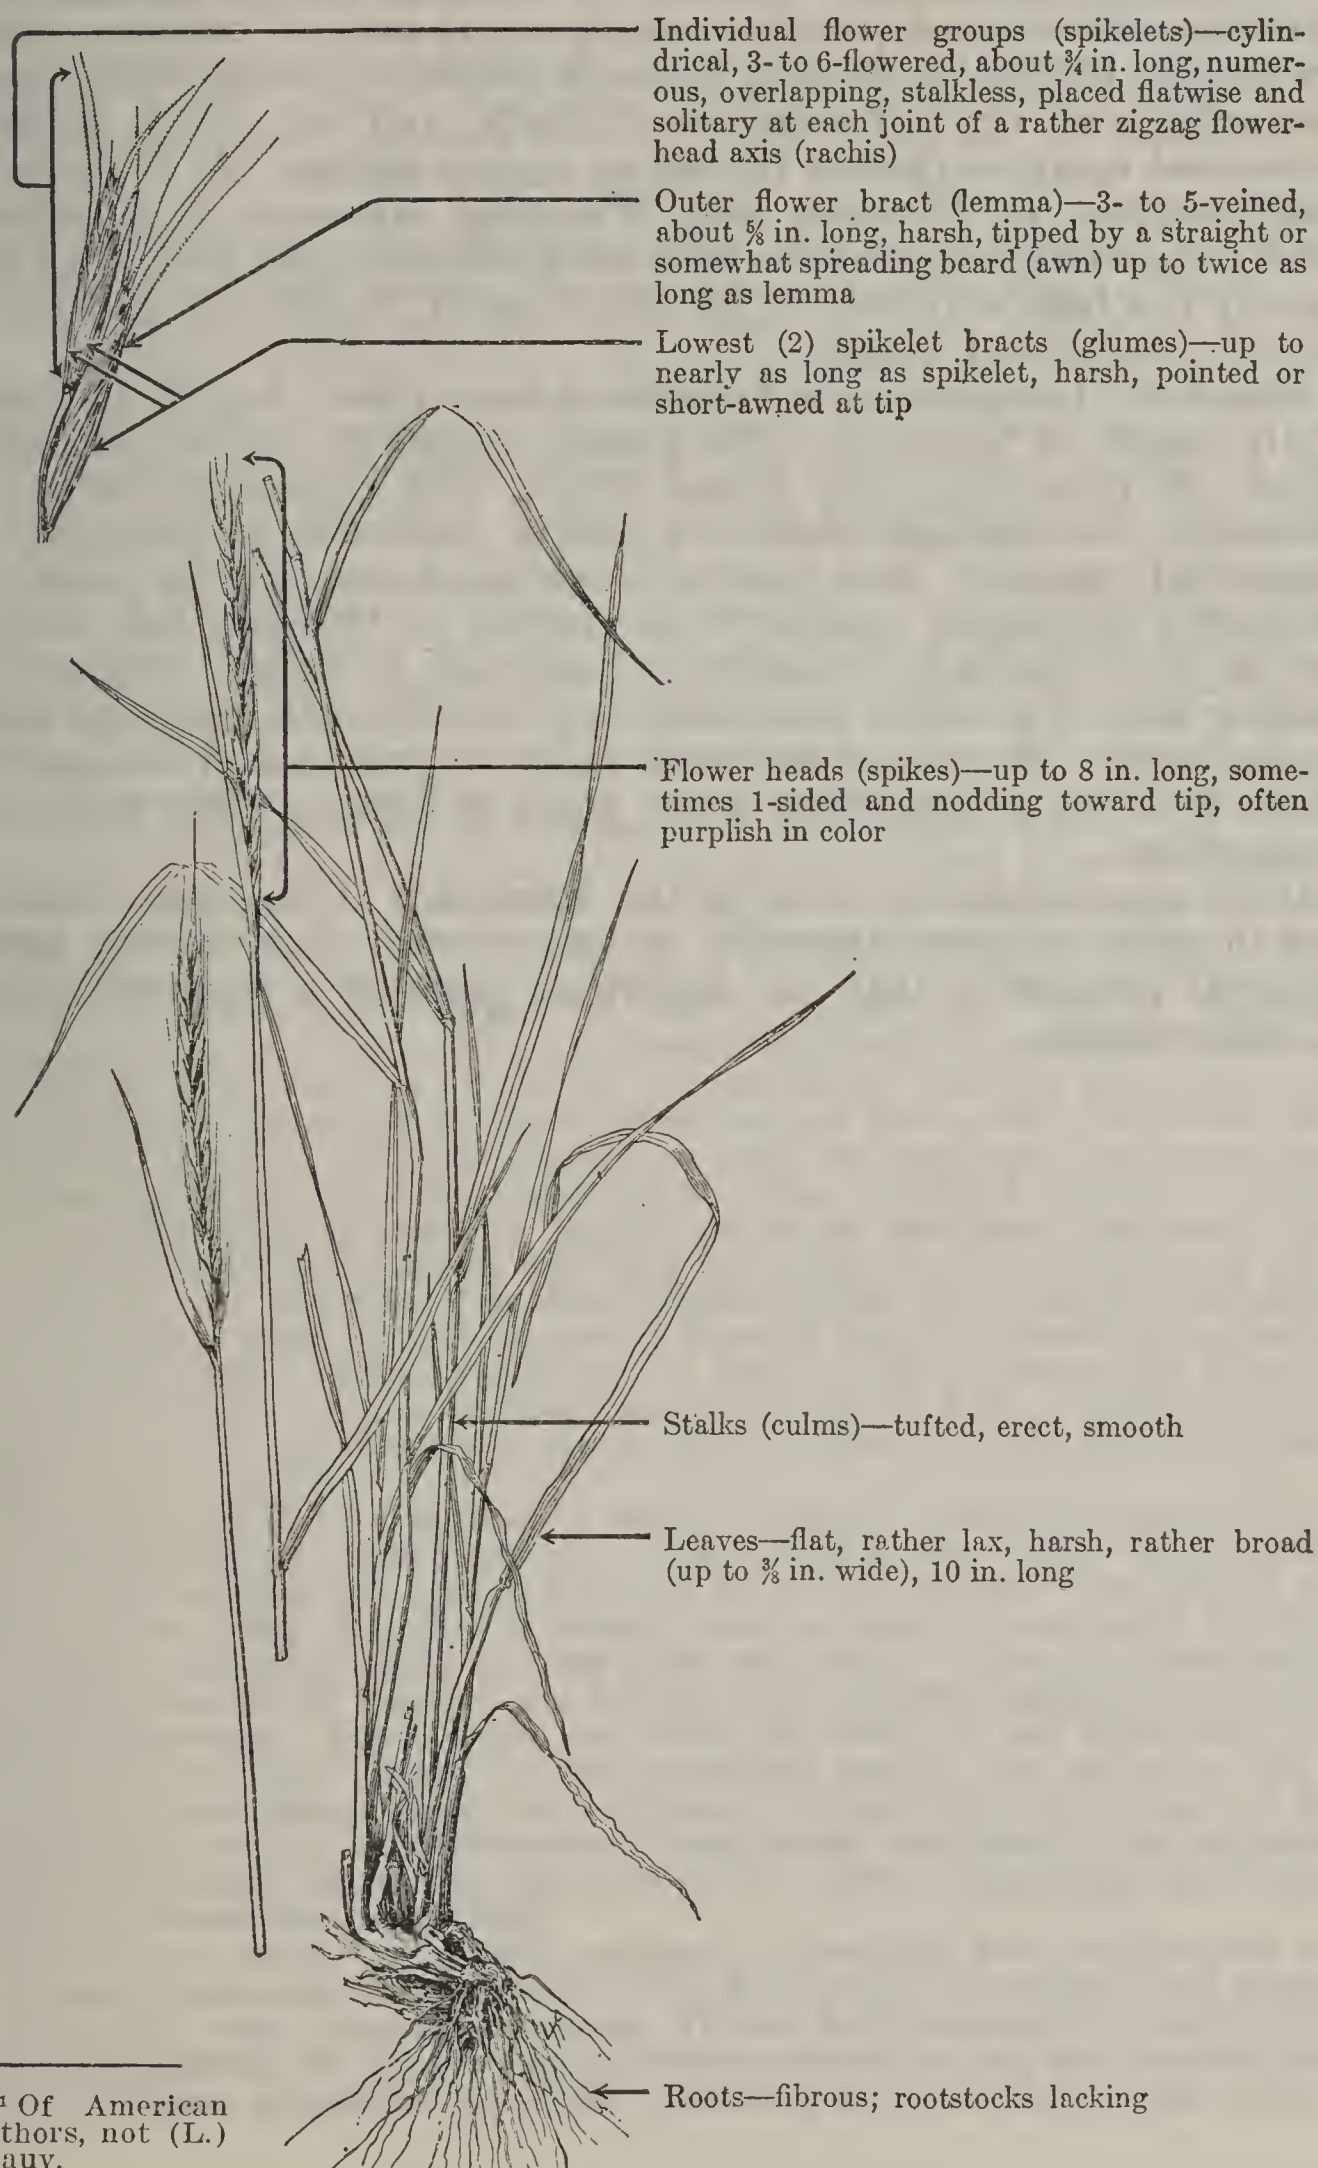 Individual flower groups (spikelets)—cylin-
drical, 3- to 6-flowered, about ¾ in. long, numer-
ous, overlapping, stalkless, placed flatwise and
solitary at each joint of a rather zigzag flower-
head axis (rachis)
Outer flower bract (lemma)—3- to 5-veined,
about ⅝ in. long, harsh, tipped by a straight or
somewhat spreading beard (awn) up to twice as
long as lemma
Lowest (2) spikelet bracts (glumes)—up to
nearly as long as spikelet, harsh, pointed or
short-awned at tip
Flower heads (spikes)—up to 8 in. long, some-
times 1-sided and nodding toward tip, often
purplish in color
Stalks (culms)—tufted, erect, smooth
Leaves—flat, rather lax, harsh, rather broad
(up to ⅜ in. wide), 10 in. long
Roots—fibrous; rootstocks lacking
¹ Of American
thors, not (L.)
auv.